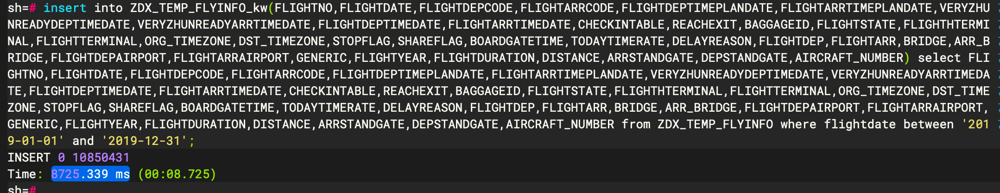 sh=# insert into ZDX_TEMP_FLYINFO_kw(FLIGHTNO,FLIGHTDATE,FLIGHTDEPCODE,FLIGHTARRCODE,FLIGHTDEPTIMEPLANDATE,FLIGHTARRTIMEPLANDATE,VERYZHU
NREADYDEPTIMEDATE,VERYZHUNREADYARRTIMEDATE,FLIGHTDEPTIMEDATE,FLIGHTARRTIMEDATE,CHECKINTABLE,REACHEXIT,BAGGAGEID,FLIGHTSTATE,FLIGHTHTERMI
NAL,FLIGHTTERMINAL,ORG_TIMEZONE,DST_TIMEZONE,STOPFLAG,SHAREFLAG,BOARDGATETIME,TODAYTIMERATE,DELAYREASON,FLIGHTDEP,FLIGHTARR,BRIDGE,ARR_B
RIDGE,FLIGHTDEPAIRPORT,FLIGHTARRAIRPORT,GENERIC,FLIGHTYEAR,FLIGHTDURATION,DISTANCE,ARRSTANDGATE,DEPSTANDGATE,AIRCRAFT_NUMBER) select FLI
GHTNO,FLIGHTDATE,FLIGHTDEPCODE,FLIGHTARRCODE,FLIGHTDEPTIMEPLANDATE,FLIGHTARRTIMEPLANDATE,VERYZHUNREADYDEPTIMEDATE,VERYZHUNREADYARRTIMEDA
TE,FLIGHTDEPTIMEDATE,FLIGHTARRTIMEDATE,CHECKINTABLE,REACHEXIT,BAGGAGEID,FLIGHTSTATE,FLIGHTHTERMINAL,FLIGHTTERMINAL,ORG_TIMEZONE,DST_TIME
ZONE,STOPFLAG,SHAREFLAG,BOARDGATETIME,TODAYTIMERATE,DELAYREASON,FLIGHTDEP,FLIGHTARR,BRIDGE,ARR_BRIDGE,FLIGHTDEPAIRPORT,FLIGHTARRAIRPORT,
GENERIC,FLIGHTYEAR,FLIGHTDURATION,DISTANCE,ARRSTANDGATE,DEPSTANDGATE,AIRCRAFT_NUMBER from ZDX_TEMP_FLYINFO where flightdate between '201
9-01-01' and '2019-12-31';
INSERT 0 10850431
Time: 8725.339 ms (00:08.725)
sh=#